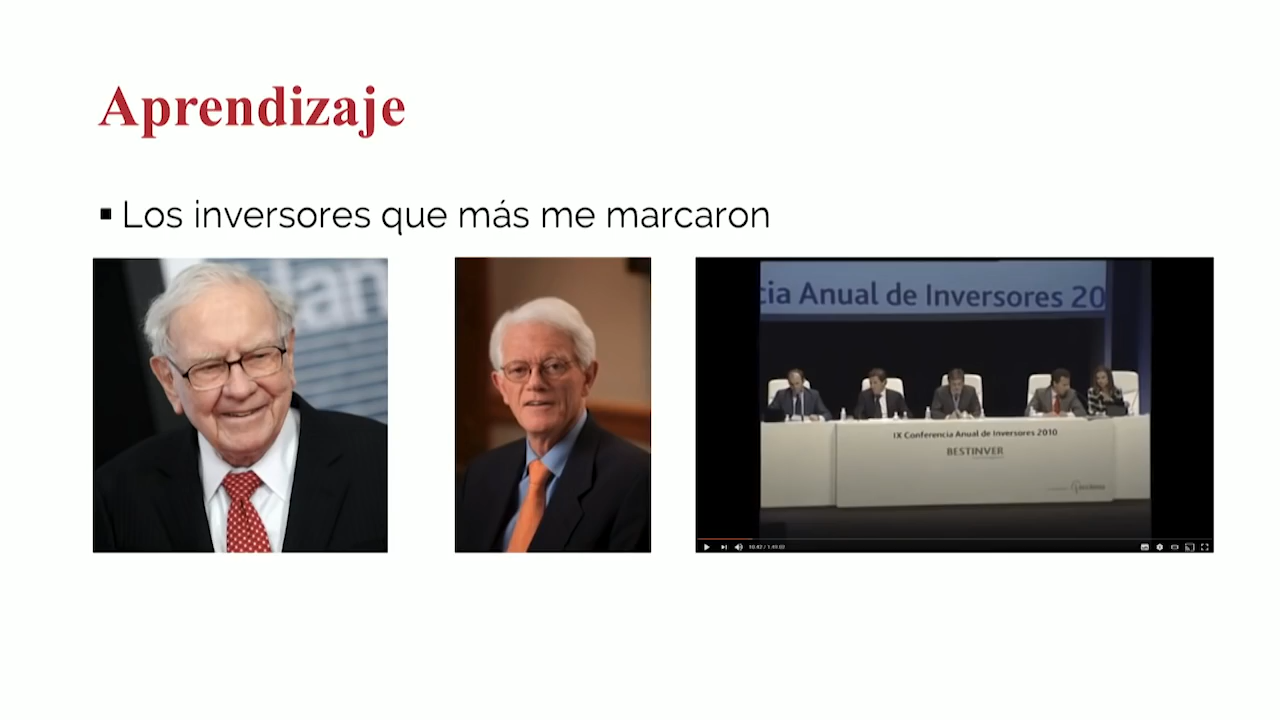 Aprendizaje
▪ Los inversores que más me marcaron
lan
cia Anual de Inversores 20
IX Conferencia Anual de Inversores 2010
BESTINVER